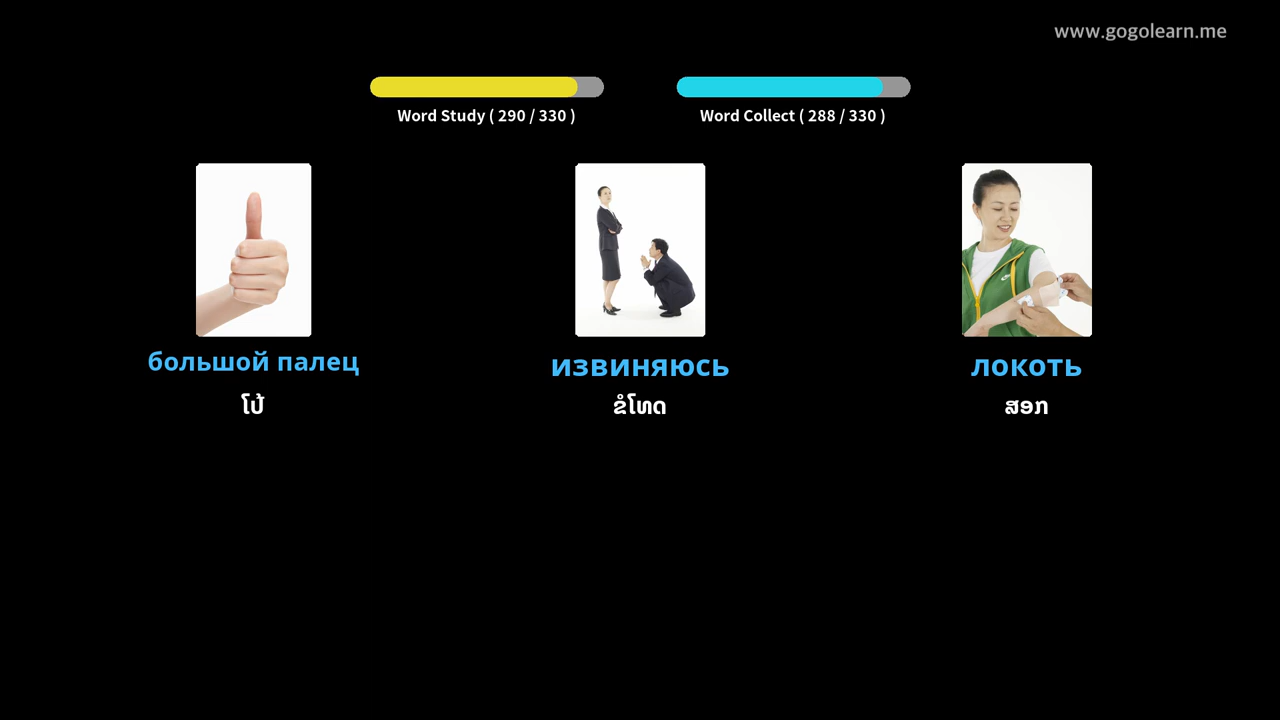 www.gogolearn.me
Word Study ( 290 / 330 )
Word Collect ( 288 / 330 )
большой палец
извиняюсь
локоть
ໂປ້
ຂໍໂທດ
ສອກ